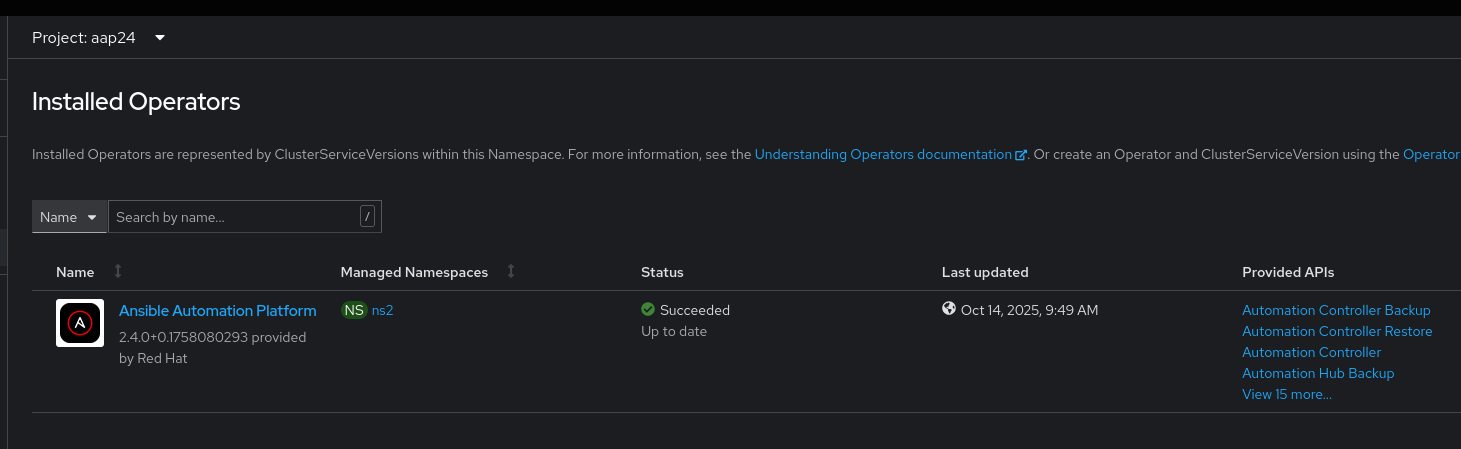 Project: aap24
Installed Operators
Installed Operators are represented by ClusterServiceVersions within this Namespace. For more information, see the Understanding Operators documentation. Or create an Operator and ClusterServiceVersion using the Operator
Name Search by name... /
Name Managed Namespaces Status Last updated Provided APIs
Ansible Automation Platform NS ns2 Succeeded Oct 14, 2025, 9:49 AM Automation Controller Backup
2.4.0+0.1758080293 provided Up to date Automation Controller Restore
by Red Hat Automation Controller
Automation Hub Backup
View 15 more...